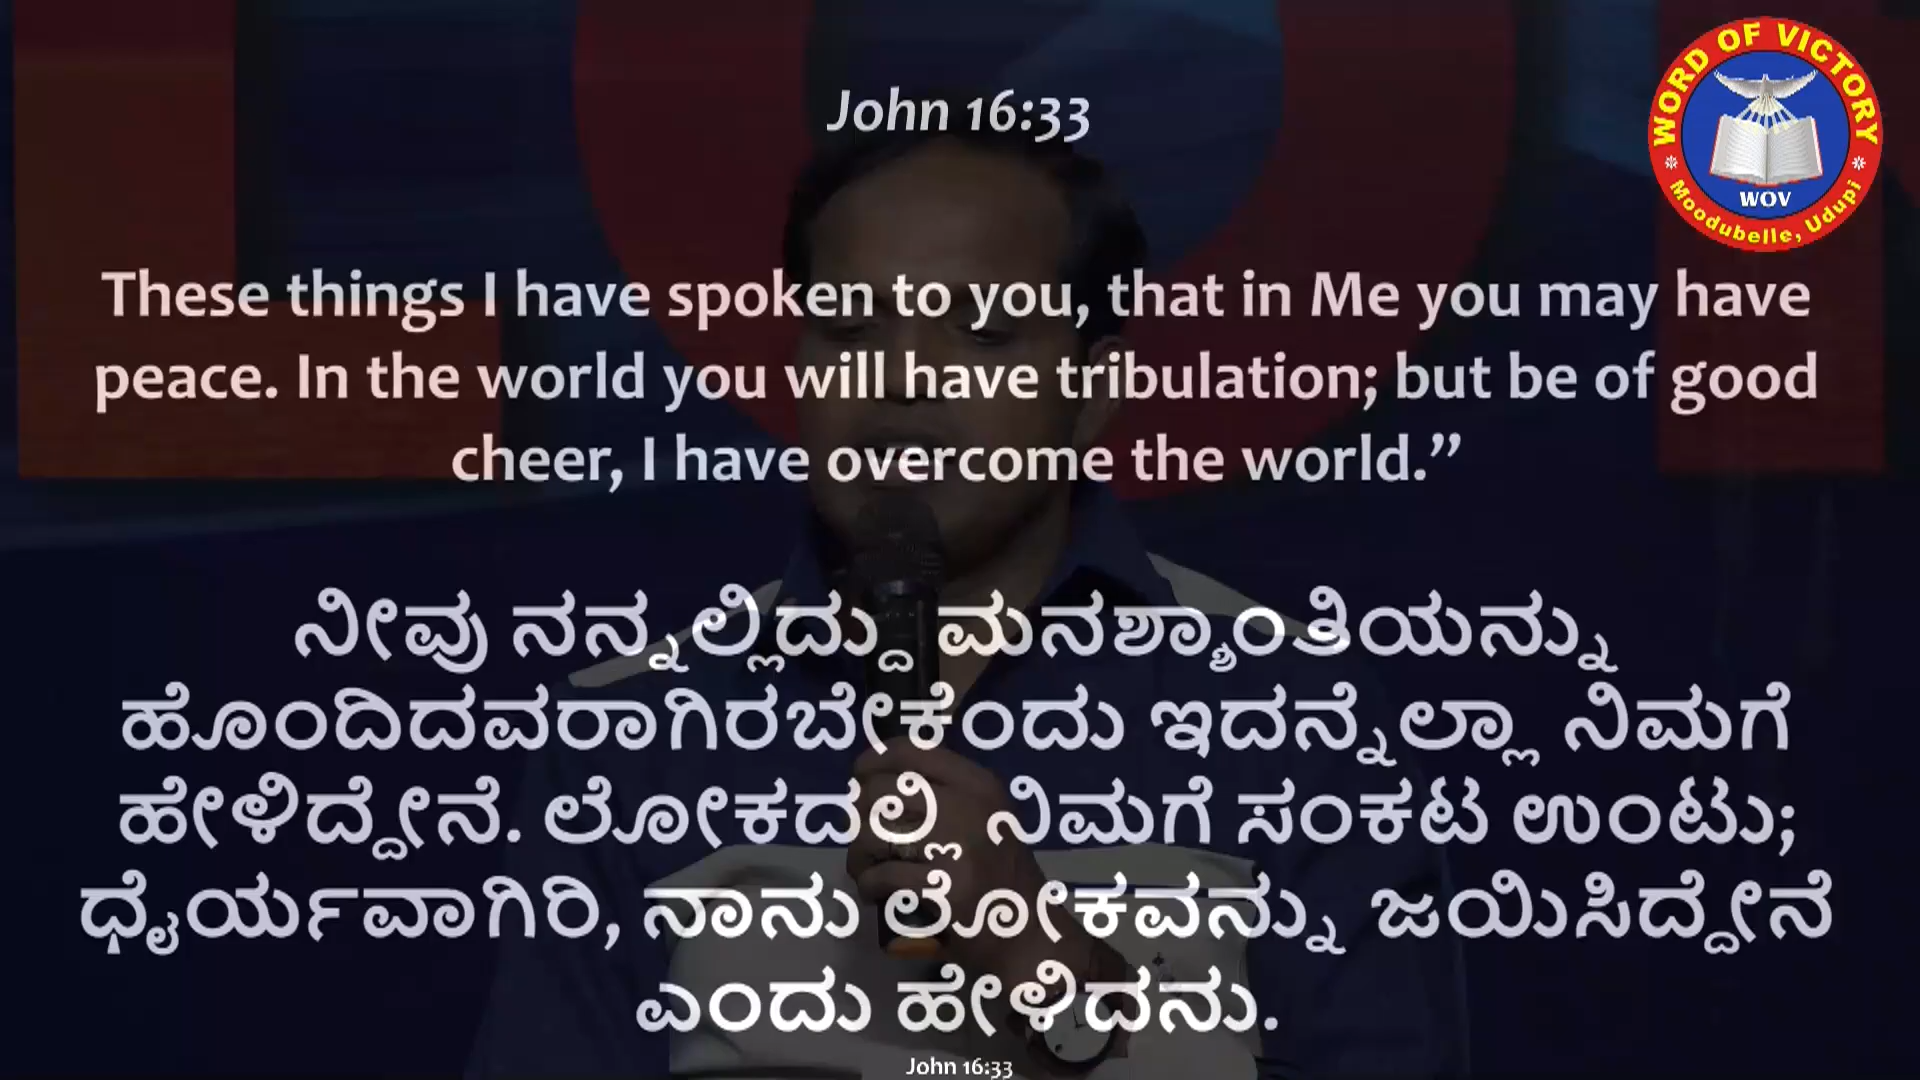 John 16:33
WORD OF VICTORY
WOV
Moodubelle, Udupi
These things I have spoken to you, that in Me you may have
peace. In the world you will have tribulation; but be of good
cheer, I have overcome the world.”
ನೀವು ನನ್ನಲ್ಲಿದ್ದು ಮನಶ್ಶಾಂತಿಯನ್ನು
ಹೊಂದಿದವರಾಗಿರಬೇಕೆಂದು ಇದನ್ನೆಲ್ಲಾ ನಿಮಗೆ
ಹೇಳಿದ್ದೇನೆ. ಲೋಕದಲ್ಲಿ ನಿಮಗೆ ಸಂಕಟ ಉಂಟು;
ಧೈರ್ಯವಾಗಿರಿ, ನಾನು ಲೋಕವನ್ನು ಜಯಿಸಿದ್ದೇನೆ
ಎಂದು ಹೇಳಿದನು.
John 16:33